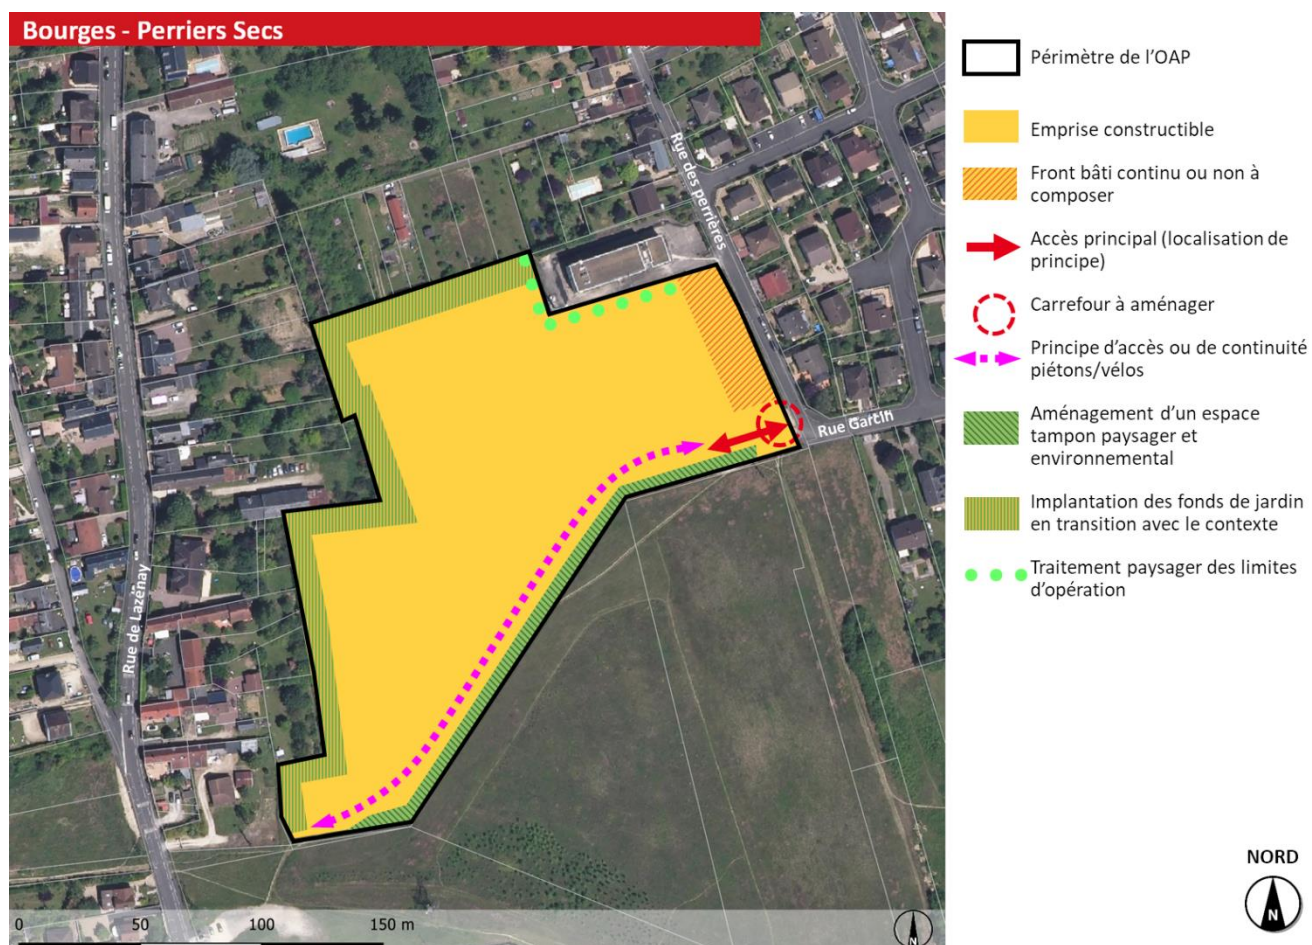 Bourges - Perriers Secs
Rue des perrières
Rue Gartin
Rue de Lazenay
0 50 100 150 m
N
Périmètre de l'OAP
Emprise constructible
Front bâti continu ou non à
composer
Accès principal (localisation de
principe)
Carrefour à aménager
Principe d'accès ou de continuité
piétons/vélos
Aménagement d'un espace
tampon paysager et
environnemental
Implantation des fonds de jardin
en transition avec le contexte
Traitement paysager des limites
d'opération
NORD
N